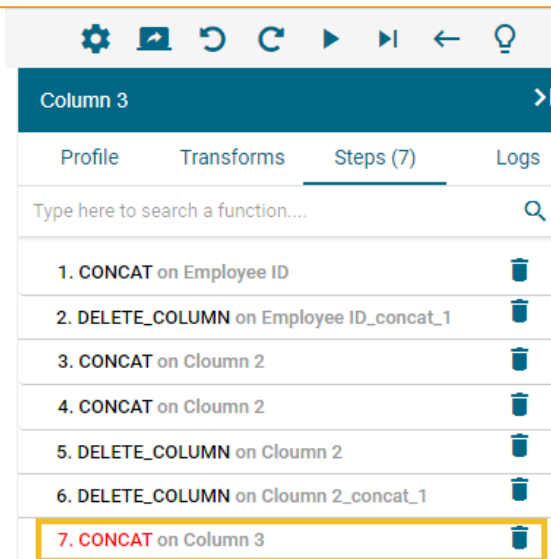 Column 3
Profile Transforms Steps (7) Logs
Type here to search a function....
1. CONCAT on Employee ID
2. DELETE_COLUMN on Employee ID_concat_1
3. CONCAT on Cloumn 2
4. CONCAT on Cloumn 2
5. DELETE_COLUMN on Cloumn 2
6. DELETE_COLUMN on Cloumn 2_concat_1
7. CONCAT on Column 3